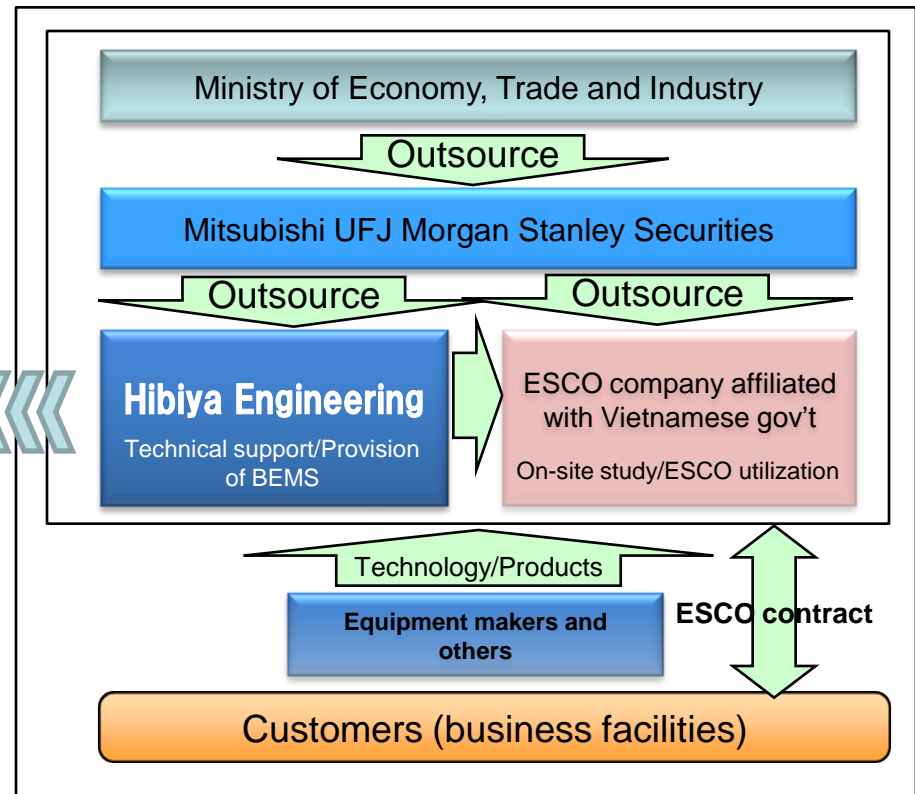 Ministry of Economy, Trade and Industry
Outsource
Mitsubishi UFJ Morgan Stanley Securities
Outsource
Outsource
Hibiya Engineering
Technical support/Provision
of BEMS
ESCO company affiliated
with Vietnamese gov’t
On-site study/ESCO utilization
Technology/Products
Equipment makers and
others
ESCO contract
Customers (business facilities)